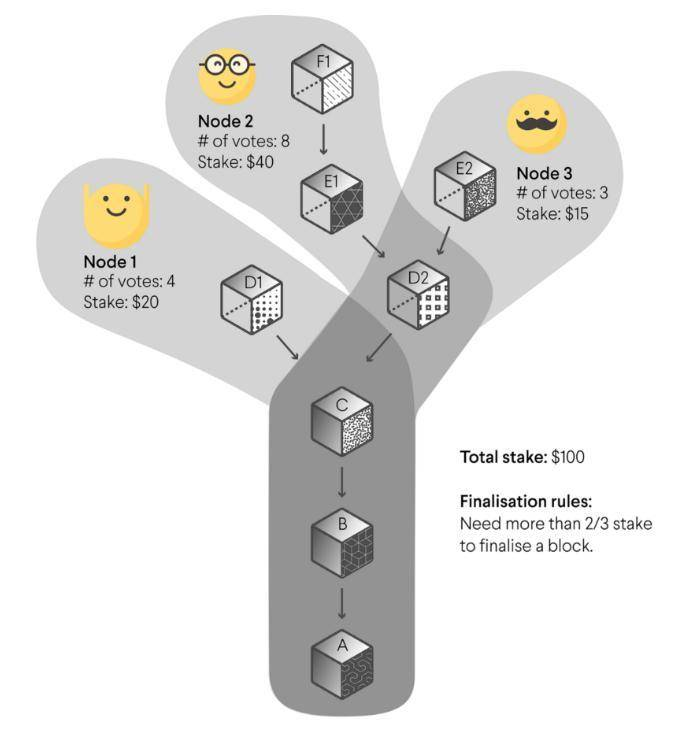 F1
Node 2
# of votes: 8
Stake: $40
E1
E2
Node 3
# of votes: 3
Stake: $15
Node 1
# of votes: 4
Stake: $20
D1
D2
C
Total stake: $100
Finalisation rules:
Need more than 2/3 stake
to finalise a block.
B
A